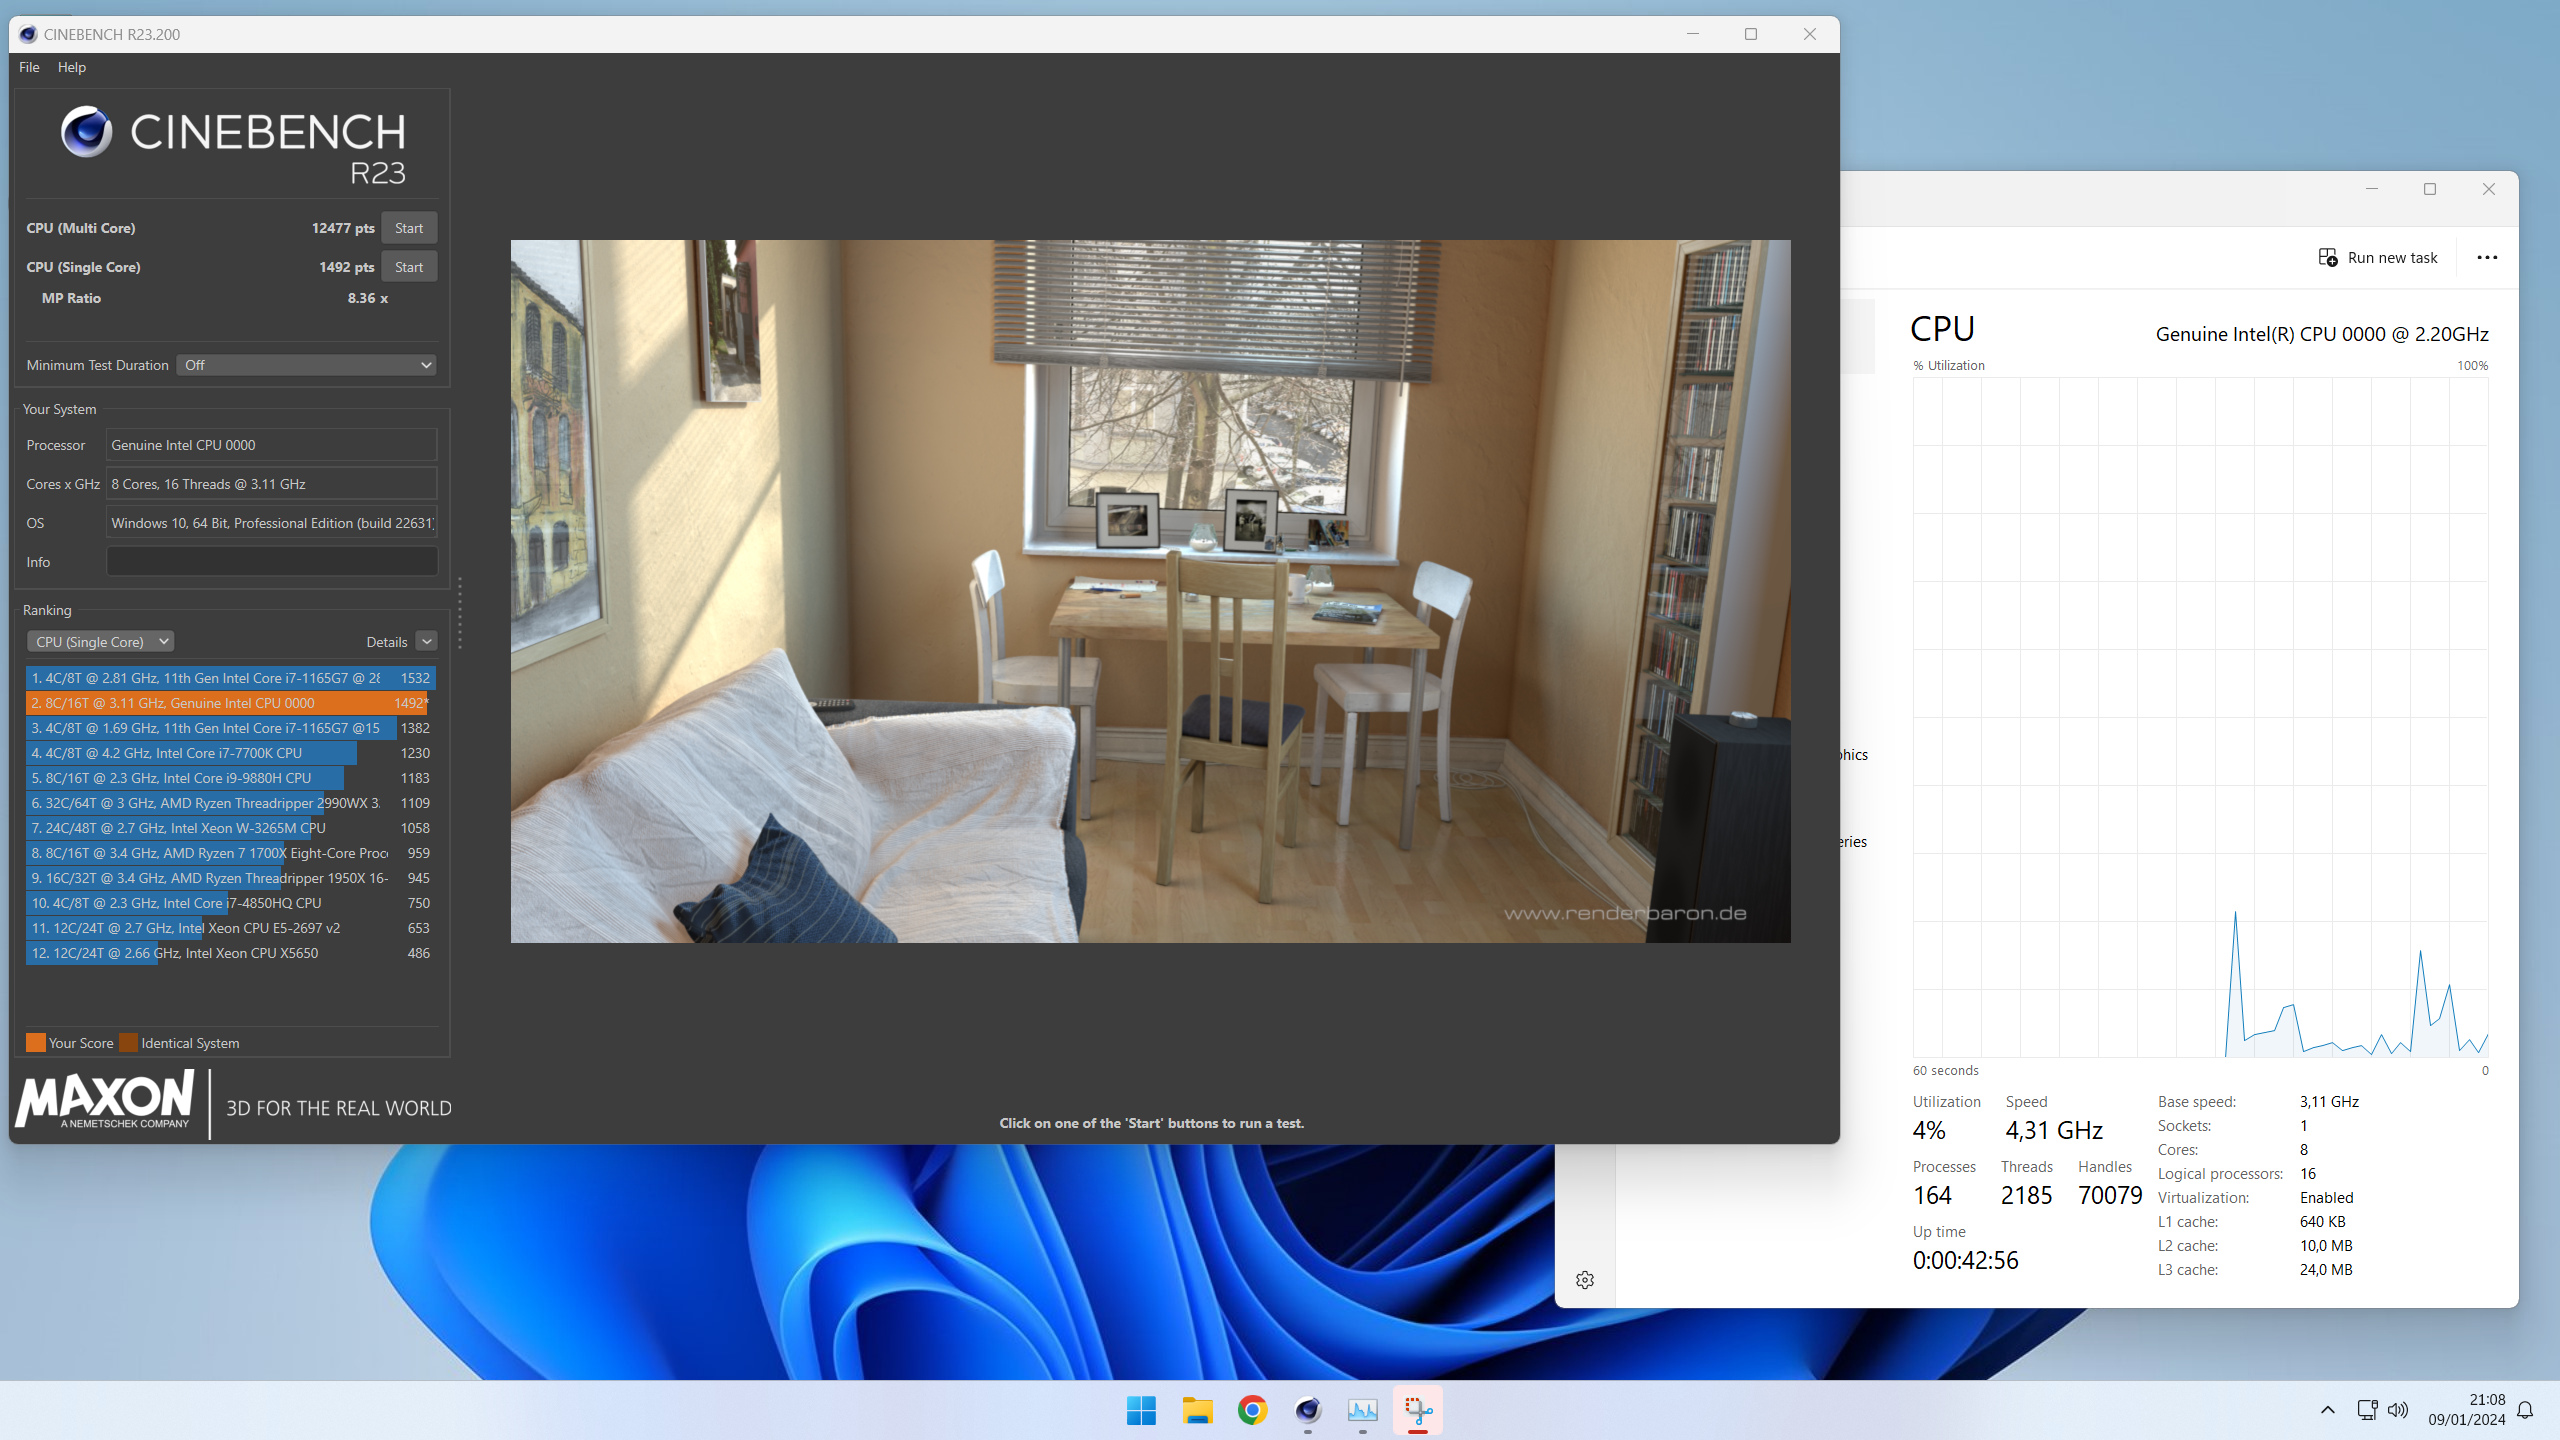 CINEBENCH R23.200
File Help
CINEBENCH
R23
CPU (Multi Core) 12477 pts Start
CPU (Single Core) 1492 pts Start
MP Ratio 8.36 x
Minimum Test Duration Off
Your System
Processor Genuine Intel CPU 0000
Cores x GHz 8 Cores, 16 Threads @ 3.11 GHz
OS Windows 10, 64 Bit, Professional Edition (build 22631)
Info
Ranking
CPU (Single Core) Details
1. 4C/8T @ 2.81 GHz, 11th Gen Intel Core i7-1165G7 @ 28 1532
2. 8C/16T @ 3.11 GHz, Genuine Intel CPU 0000 1492*
3. 4C/8T @ 1.69 GHz, 11th Gen Intel Core i7-1165G7 @15 1382
4. 4C/8T @ 4.2 GHz, Intel Core i7-7700K CPU 1230
5. 8C/16T @ 2.3 GHz, Intel Core i9-9880H CPU 1183
6. 32C/64T @ 3 GHz, AMD Ryzen Threadripper 2990WX 3. 1109
7. 24C/48T @ 2.7 GHz, Intel Xeon W-3265M CPU 1058
8. 8C/16T @ 3.4 GHz, AMD Ryzen 7 1700X Eight-Core Proc 959
9. 16C/32T @ 3.4 GHz, AMD Ryzen Threadripper 1950X 16- 945
10. 4C/8T @ 2.3 GHz, Intel Core i7-4850HQ CPU 750
11. 12C/24T @ 2.7 GHz, Intel Xeon CPU E5-2697 v2 653
12. 12C/24T @ 2.66 GHz, Intel Xeon CPU X5650 486
Your Score Identical System
MAXON
A NEMETSCHEK COMPANY
3D FOR THE REAL WORLD
www.renderbaron.de
Click on one of the 'Start' buttons to run a test.
Run new task
CPU Genuine Intel(R) CPU 0000 @ 2.20GHz
% Utilization 100%
phics
eries
60 seconds 0
Utilization Speed
4% 4,31 GHz
Processes Threads Handles
164 2185 70079
Up time
0:00:42:56
Base speed: 3,11 GHz
Sockets: 1
Cores: 8
Logical processors: 16
Virtualization: Enabled
L1 cache: 640 KB
L2 cache: 10,0 MB
L3 cache: 24,0 MB
21:08
09/01/2024